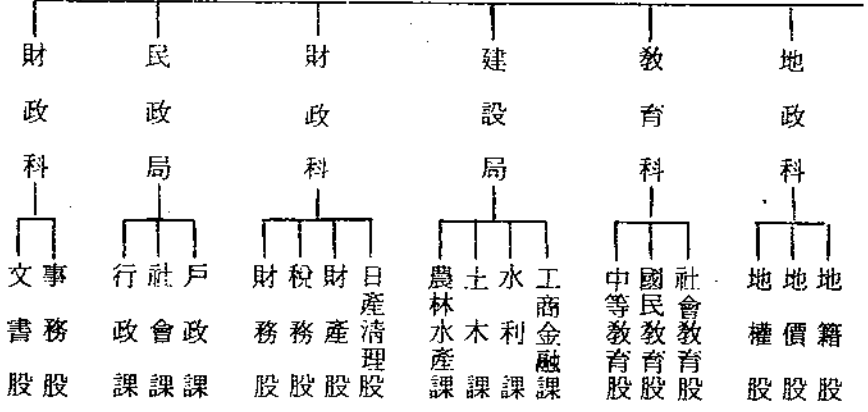 財政科
民政局
財政科
建設局
教育科
地政科
文書股
事務股
行政課
社會課
戶政課
財務股
稅務股
財產股
日產清理股
農林水產課
土木課
水利課
工商金融課
中等教育股
國民教育股
社會教育股
地權股
地價股
地籍股